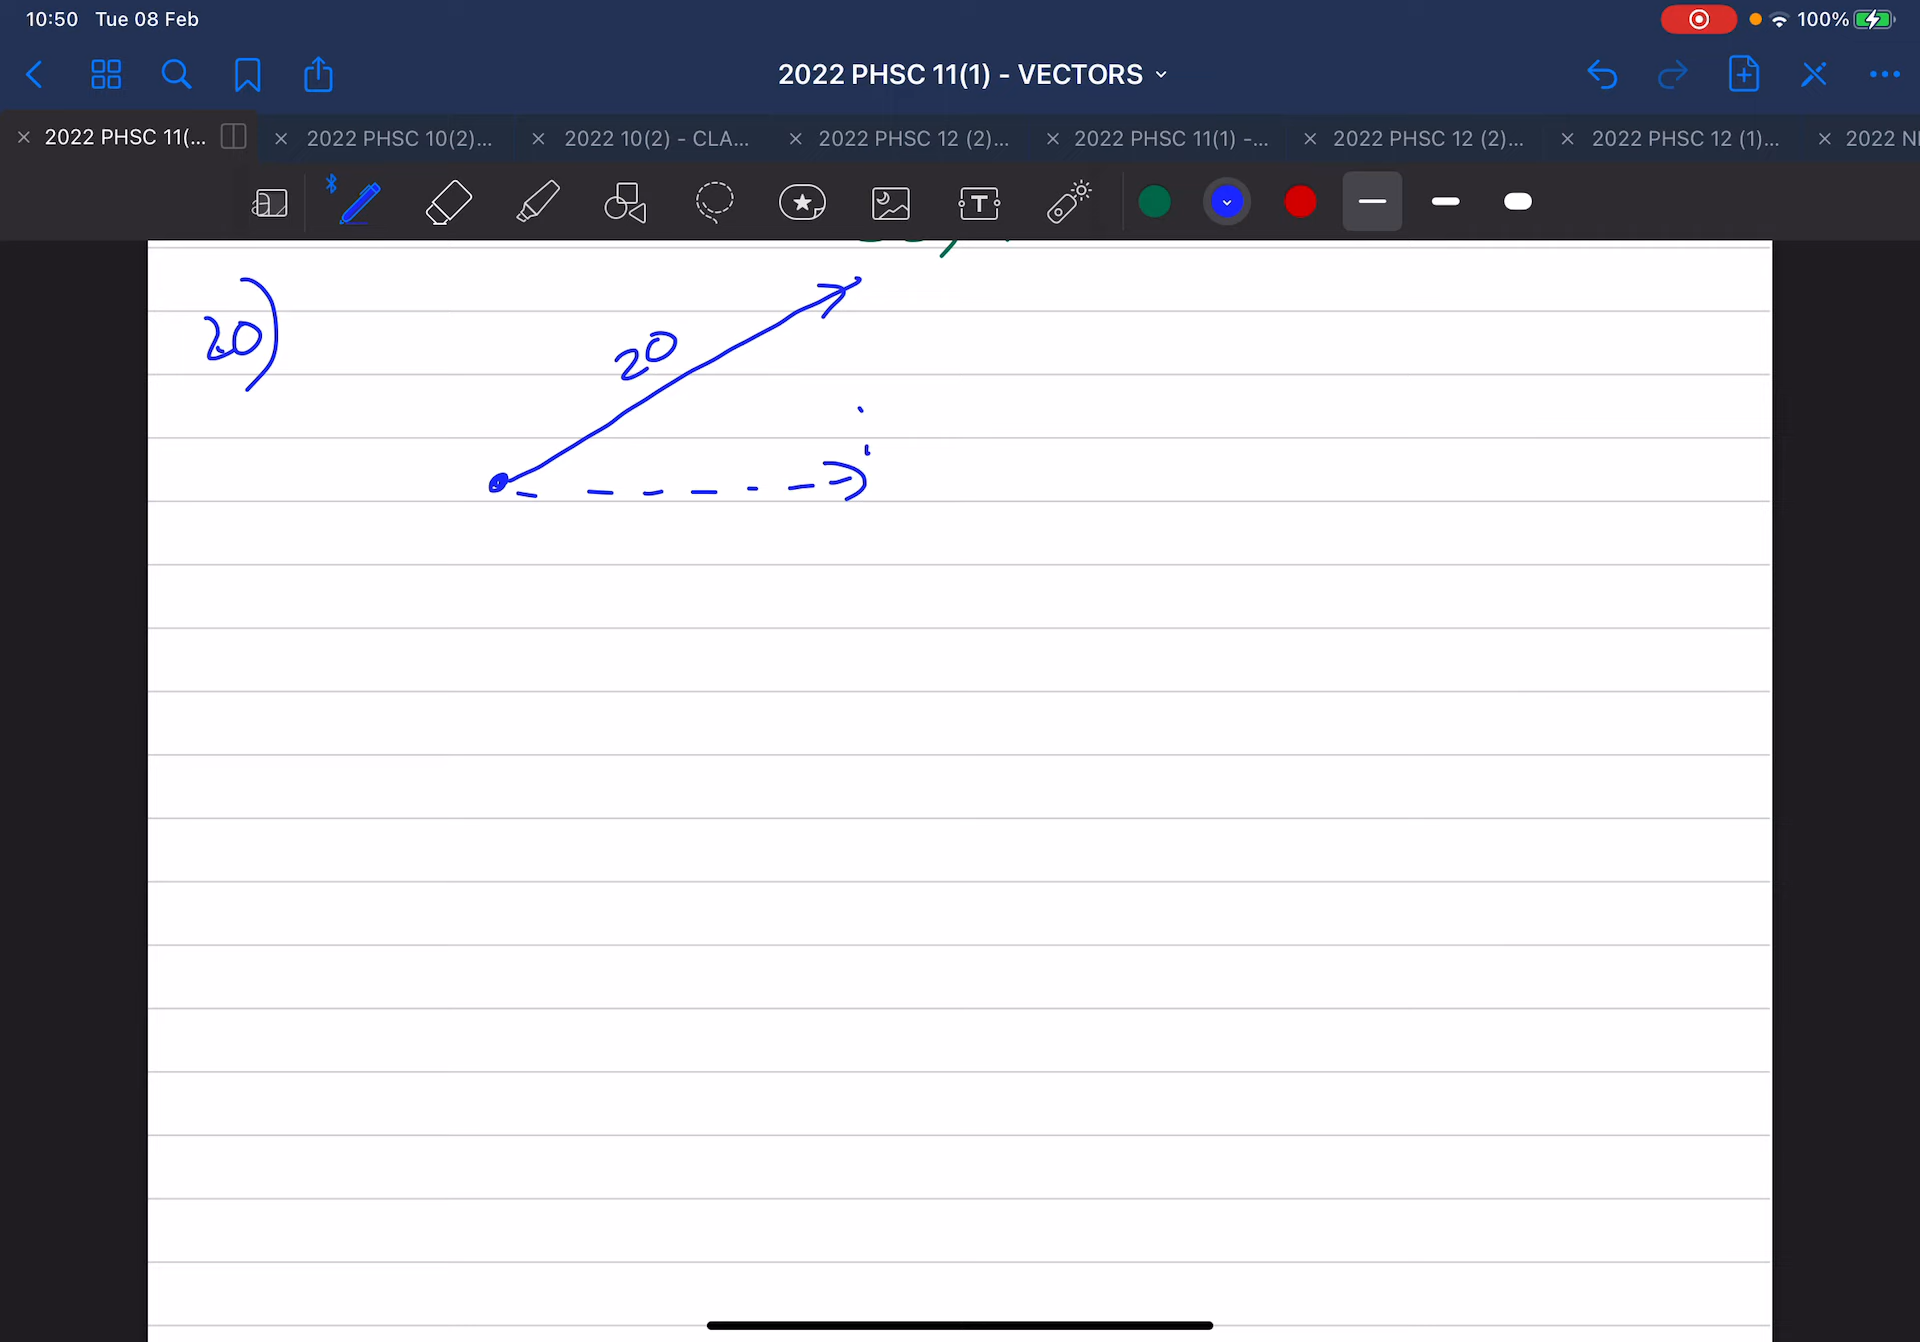 10:50 Tue 08 Feb 100%
2022 PHSC 11(1) - VECTORS
2022 PHSC 11(... 2022 PHSC 10(2)... 2022 10(2) - CLA... 2022 PHSC 12 (2)... 2022 PHSC 11(1) -... 2022 PHSC 12 (2)... 2022 PHSC 12 (1)... 2022 N
20)
20